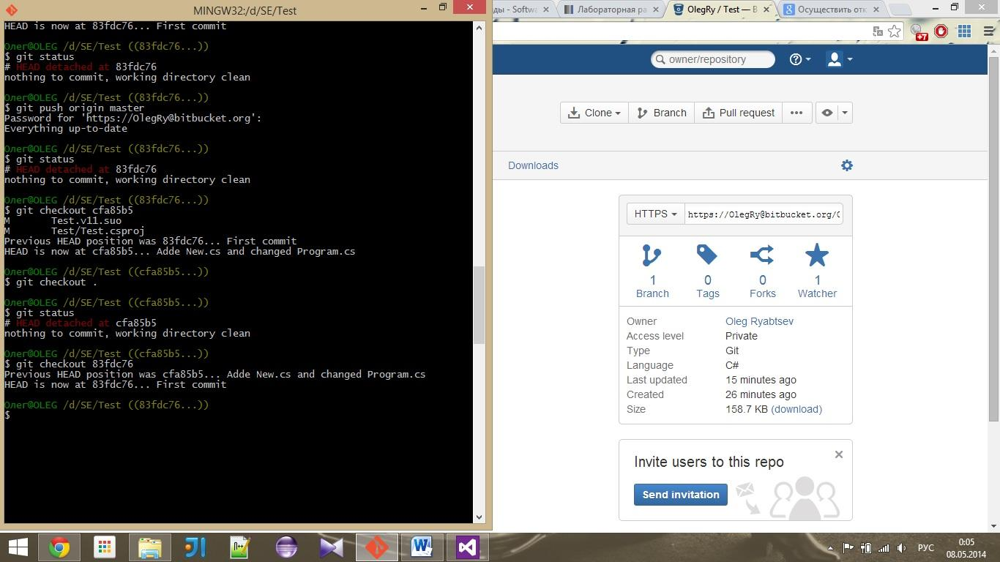 MINGW32:/d/SE/Test
HEAD is now at 83fdc76... First commit
Олег@OLEG /d/SE/Test ((83fdc76...))
$ git status
# HEAD detached at 83fdc76
nothing to commit, working directory clean
Олег@OLEG /d/SE/Test ((83fdc76...))
$ git push origin master
Password for 'https://OlegRy@bitbucket.org':
Everything up-to-date
Олег@OLEG /d/SE/Test ((83fdc76...))
$ git status
# HEAD detached at 83fdc76
nothing to commit, working directory clean
Олег@OLEG /d/SE/Test ((83fdc76...))
$ git checkout cfa85b5
M Test.v11.suo
M Test/Test.csproj
Previous HEAD position was 83fdc76... First commit
HEAD is now at cfa85b5... Adde New.cs and changed Program.cs
Олег@OLEG /d/SE/Test ((cfa85b5...))
$ git checkout .
Олег@OLEG /d/SE/Test ((cfa85b5...))
$ git status
# HEAD detached at cfa85b5
nothing to commit, working directory clean
Олег@OLEG /d/SE/Test ((cfa85b5...))
$ git checkout 83fdc76
Previous HEAD position was cfa85b5... Adde New.cs and changed Program.cs
HEAD is now at 83fdc76... First commit
Олег@OLEG /d/SE/Test ((83fdc76...))
$
ды - Softwa Лабораторная ра OlegRy / Test — B Осуществить отк
+7
owner/repository
Clone Branch Pull request
Downloads
HTTPS https://OlegRy@bitbucket.org/
1 0 0 1
Branch Tags Forks Watcher
Owner Oleg Ryabtsev
Access level Private
Type Git
Language C#
Last updated 15 minutes ago
Created 26 minutes ago
Size 158.7 KB (download)
Invite users to this repo
Send invitation
РУС
0:05
08.05.2014